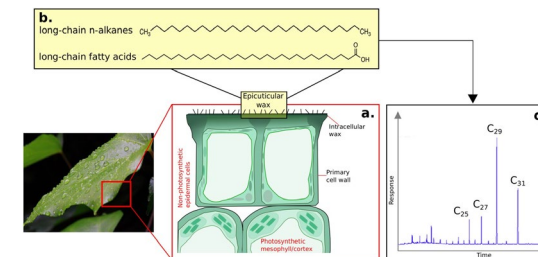 b.
long-chain n-alkanes
CH₃
CH₃
long-chain fatty acids
O
OH
Epicuticular
wax
a.
Intracellular
wax
Primary
cell wall
Non-photosynthetic
epidermal cells
Photosynthetic
mesophyll/cortex
Response
C₂₅
C₂₇
C₂₉
C₃₁
Time